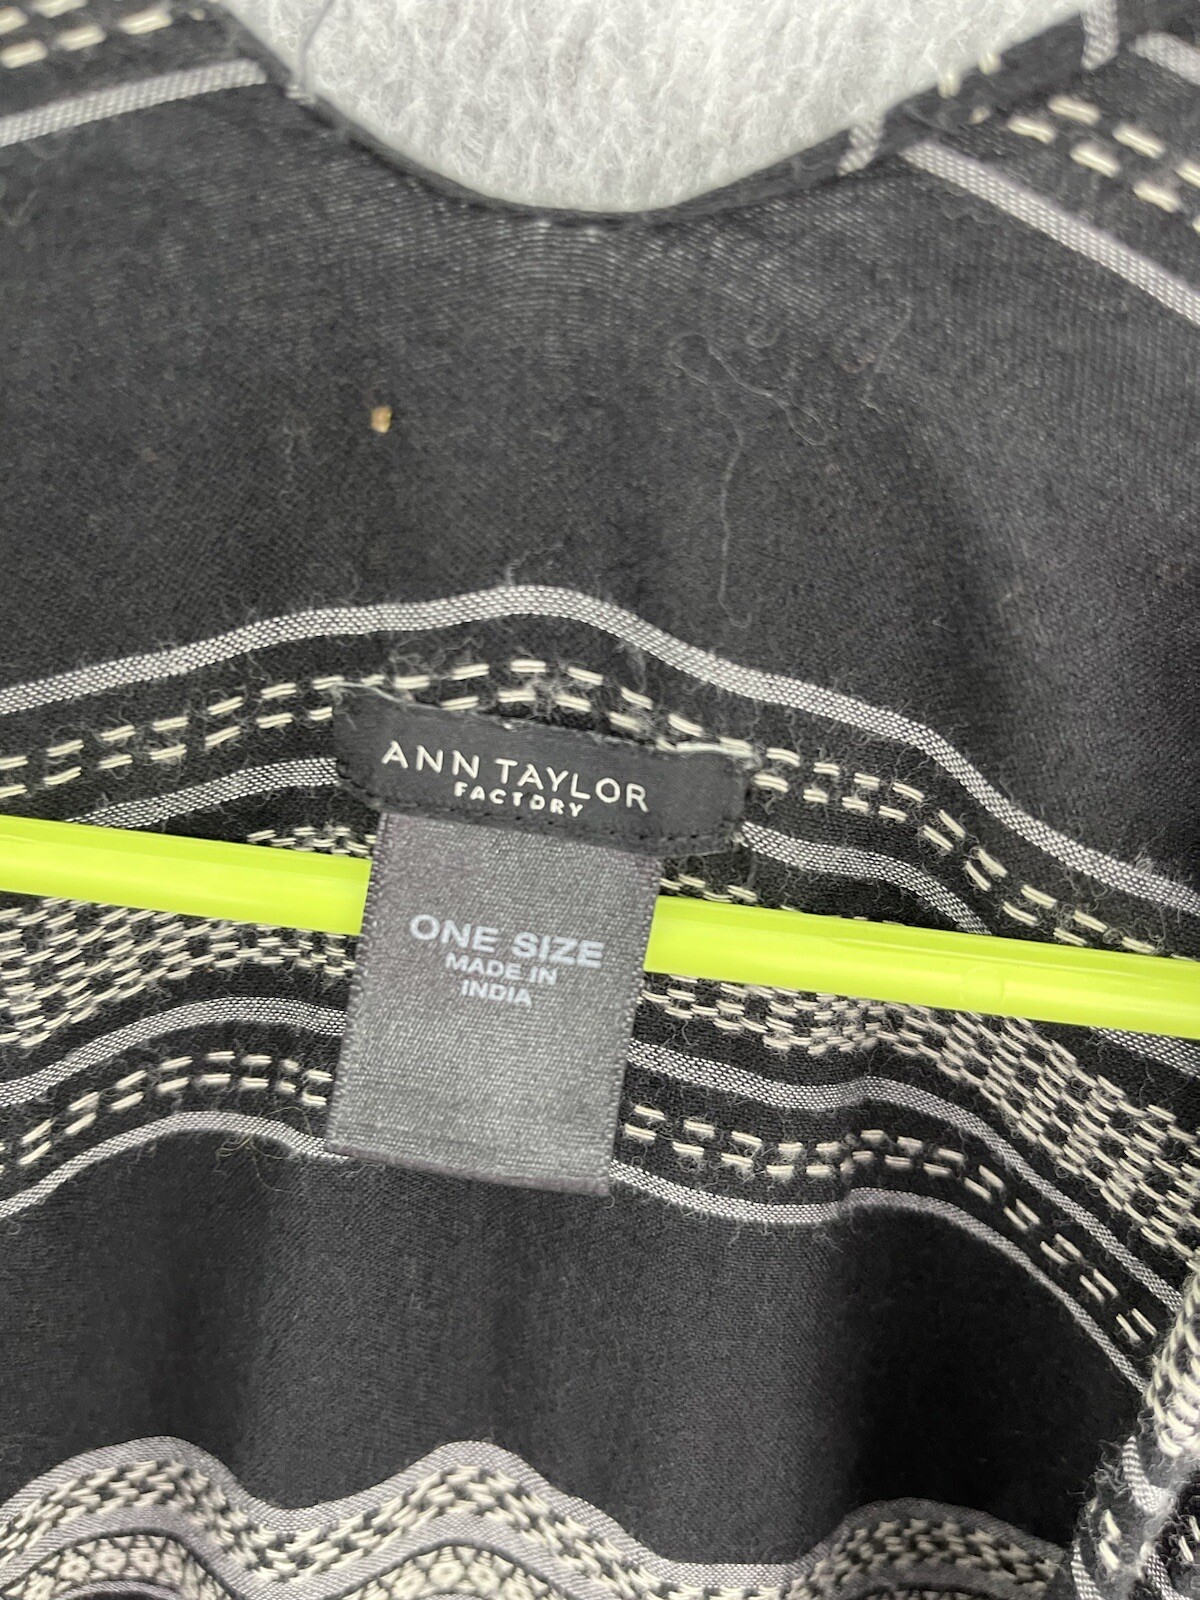 ANN TAYLOR
FACTORY
ONE SIZE
MADE IN
INDIA